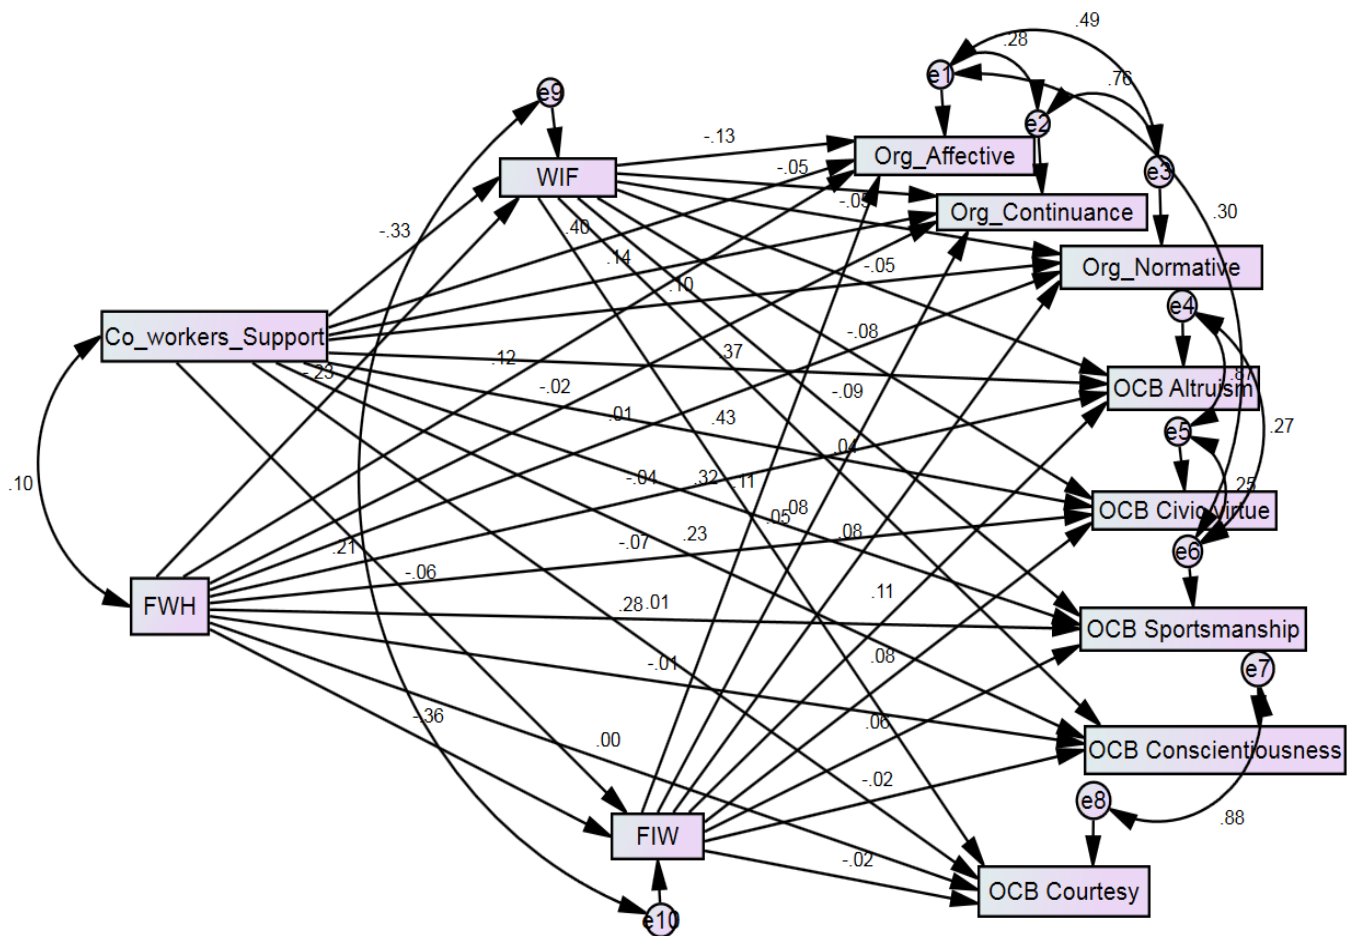 .49
.28
e1
.76
e9
e2
-.13
Org_Affective
e3
WIF
-.05
-.05
Org_Continuance
.30
-.33
.40
.14
-.05
Org_Normative
.10
e4
Co_workers_Support
-.08
.37
.12
-.23
-.02
-.09
OCB Altruism
.87
.01
.43
e5
.27
.04
-.04
.32
.11
.10
.25
.08
.05
OCB Civic Virtue
.23
.08
-.07
.21
e6
-.06
.11
FWH
.28
.01
OCB Sportsmanship
.08
-.01
e7
-.36
.06
.00
OCB Conscientiousness
-.02
e8
.88
FIW
-.02
OCB Courtesy
e10